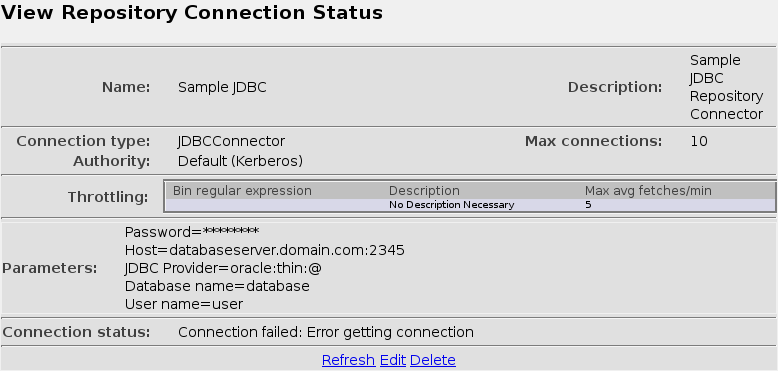 View Repository Connection Status
Name: Sample JDBC Description: Sample
JDBC
Repository
Connector
Connection type: JDBCConnector Max connections: 10
Authority: Default (Kerberos)
Throttling: Bin regular expression Description Max avg fetches/min
No Description Necessary 5
Parameters: Password=********
Host=databaseserver.domain.com:2345
JDBC Provider=oracle:thin:@
Database name=database
User name=user
Connection status: Connection failed: Error getting connection
Refresh Edit Delete